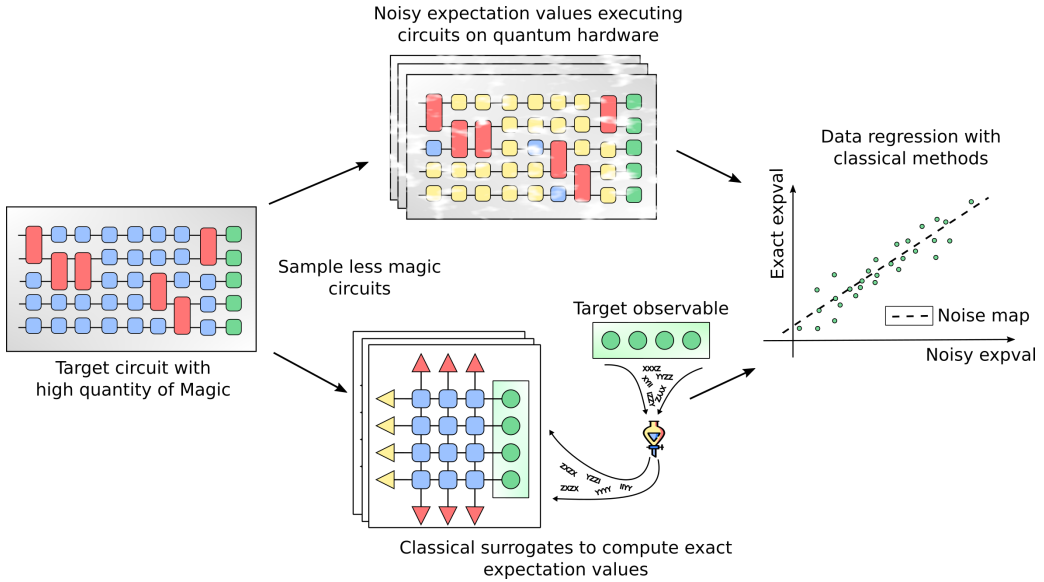 Noisy expectation values executing
circuits on quantum hardware
Target circuit with
high quantity of Magic
Sample less magic
circuits
Target observable
XXXZ
XYII
YYZZ
IZZY
ZXZX
YZZI
IIYY
ZXZX
YYYY
Classical surrogates to compute exact
expectation values
Data regression with
classical methods
Exact expval
Noise map
Noisy expval